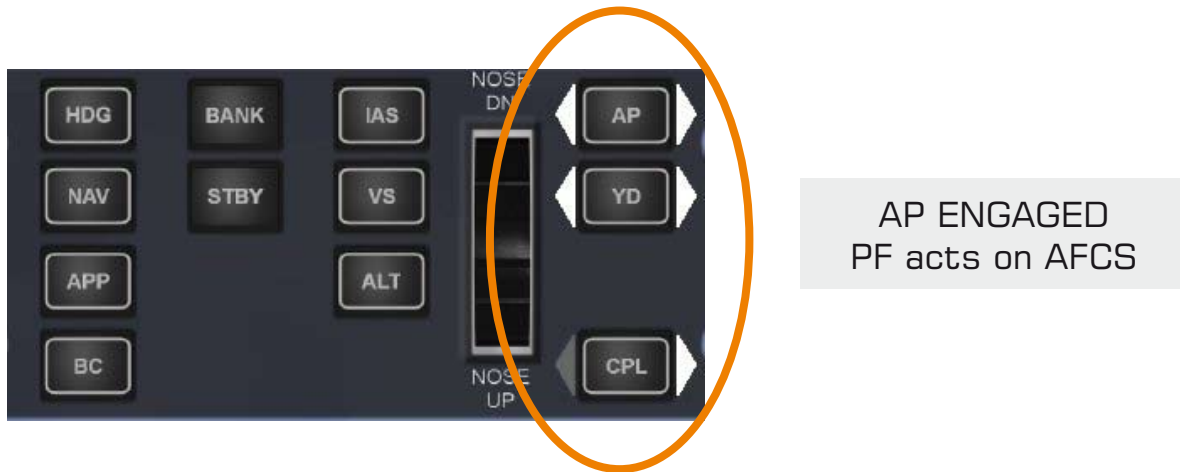 NOSE
DN
HDG BANK IAS AP
NAV STBY VS YD
APP ALT
BC CPL
NOSE
UP
AP ENGAGED
PF acts on AFCS